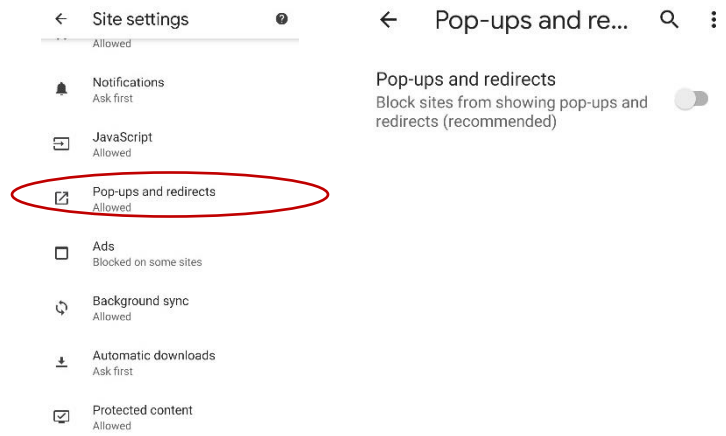 Site settings
Allowed
Notifications
Ask first
JavaScript
Allowed
Pop-ups and redirects
Allowed
Ads
Blocked on some sites
Background sync
Allowed
Automatic downloads
Ask first
Protected content
Allowed
Pop-ups and re...
Pop-ups and redirects
Block sites from showing pop-ups and
redirects (recommended)